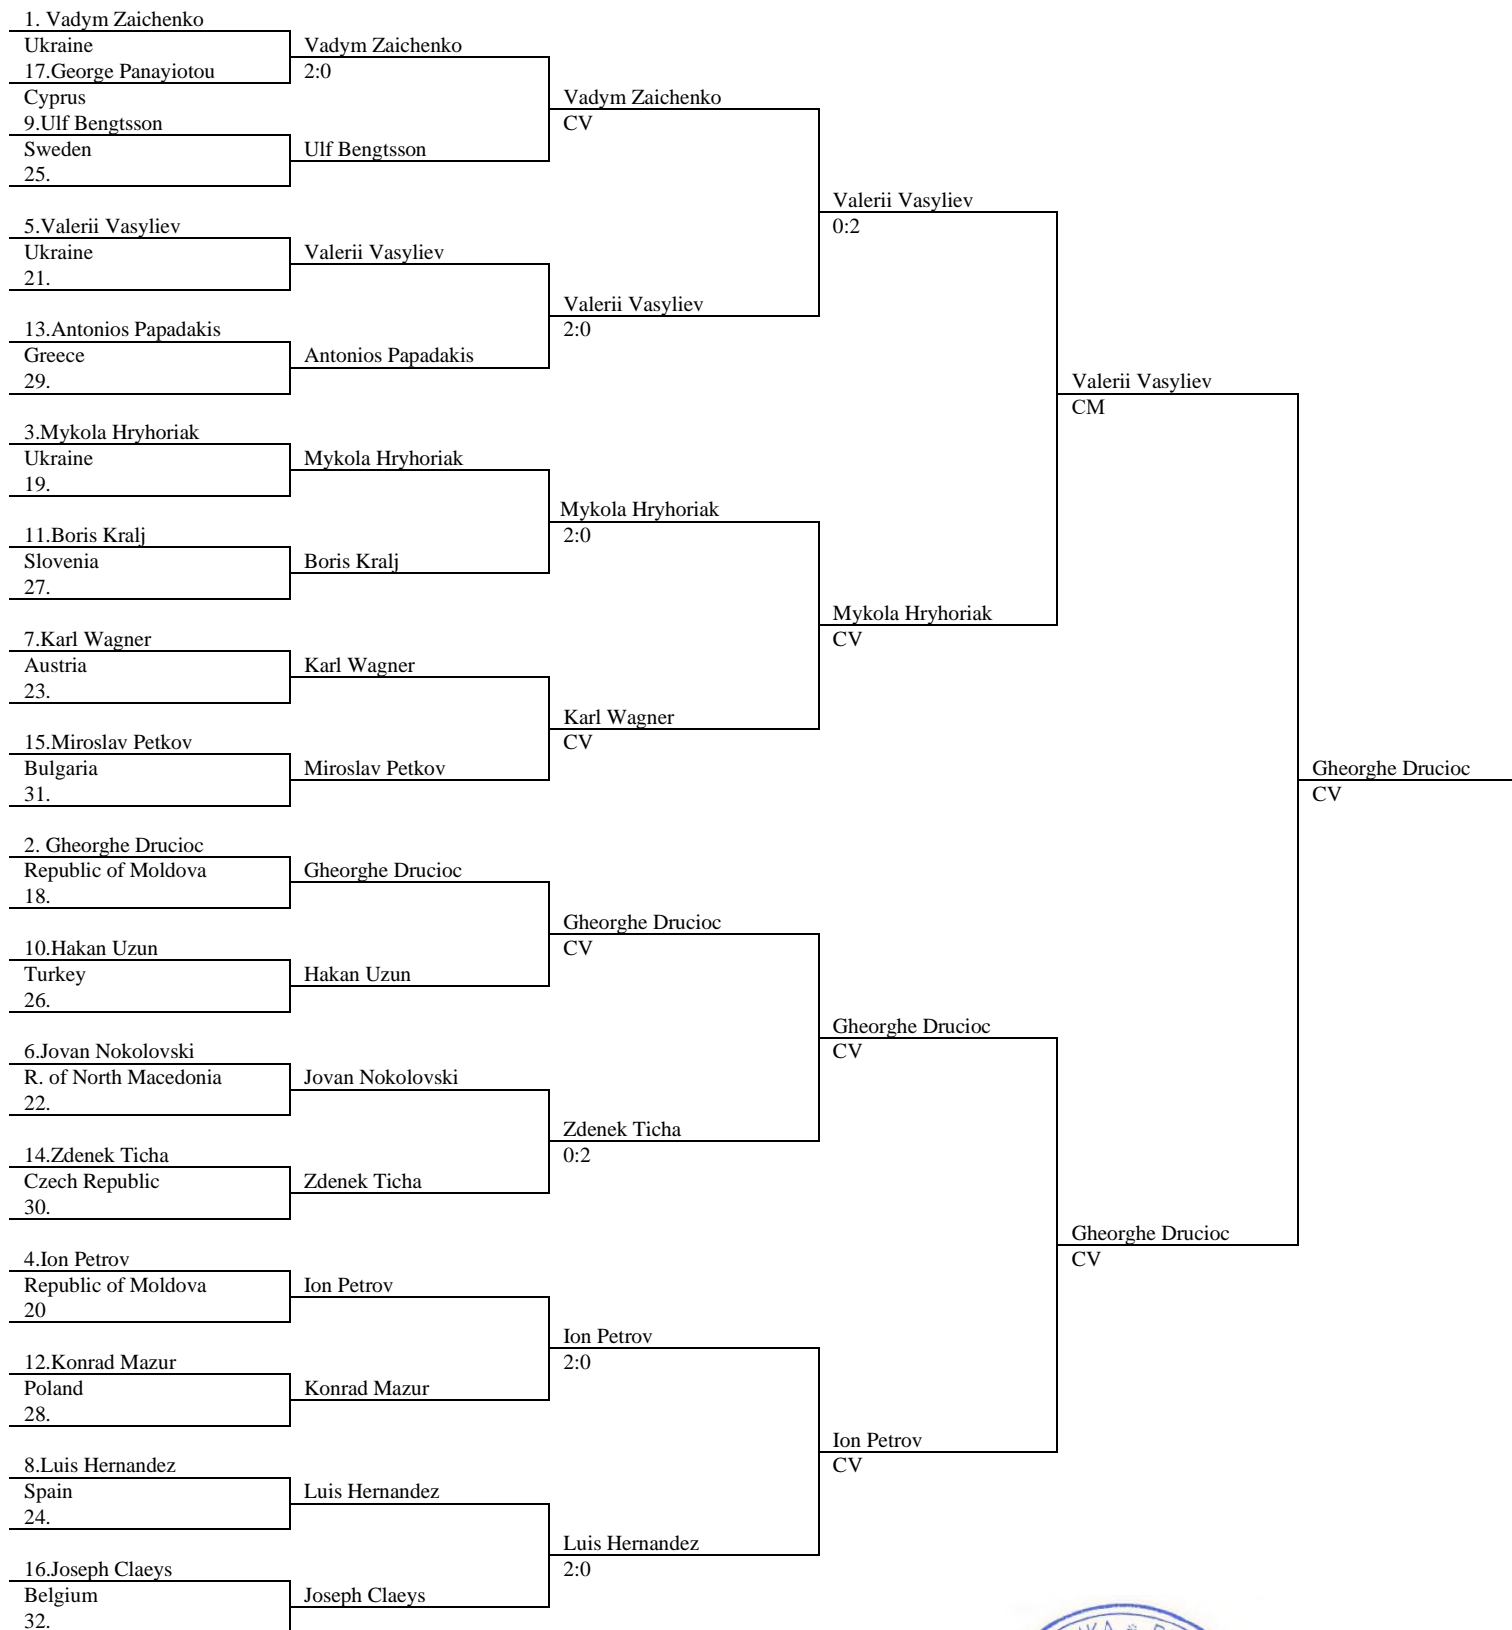 1. Vadym Zaichenko
Ukraine
17.George Panayiotou
Cyprus
9.Ulf Bengtsson
Sweden
25.
5.Valerii Vasyliev
Ukraine
21.
13.Antonios Papadakis
Greece
29.
3.Mykola Hryhoriak
Ukraine
19.
11.Boris Kralj
Slovenia
27.
7.Karl Wagner
Austria
23.
15.Miroslav Petkov
Bulgaria
31.
2. Gheorghe Drucioc
Republic of Moldova
18.
10.Hakan Uzun
Turkey
26.
6.Jovan Nokolovski
R. of North Macedonia
22.
14.Zdenek Ticha
Czech Republic
30.
4.Ion Petrov
Republic of Moldova
20
12.Konrad Mazur
Poland
28.
8.Luis Hernandez
Spain
24.
16.Joseph Claeys
Belgium
32.
Vadym Zaichenko
2:0
Ulf Bengtsson
Valerii Vasyliev
Antonios Papadakis
Mykola Hryhoriak
Boris Kralj
Karl Wagner
Miroslav Petkov
Gheorghe Drucioc
Hakan Uzun
Jovan Nokolovski
Zdenek Ticha
Ion Petrov
Konrad Mazur
Luis Hernandez
Joseph Claeys
Vadym Zaichenko
CV
Valerii Vasyliev
2:0
Mykola Hryhoriak
2:0
Karl Wagner
CV
Gheorghe Drucioc
CV
Zdenek Ticha
0:2
Ion Petrov
2:0
Luis Hernandez
2:0
Valerii Vasyliev
0:2
Mykola Hryhoriak
CV
Gheorghe Drucioc
CV
Ion Petrov
CV
Valerii Vasyliev
CM
Gheorghe Drucioc
CV
Gheorghe Drucioc
CV